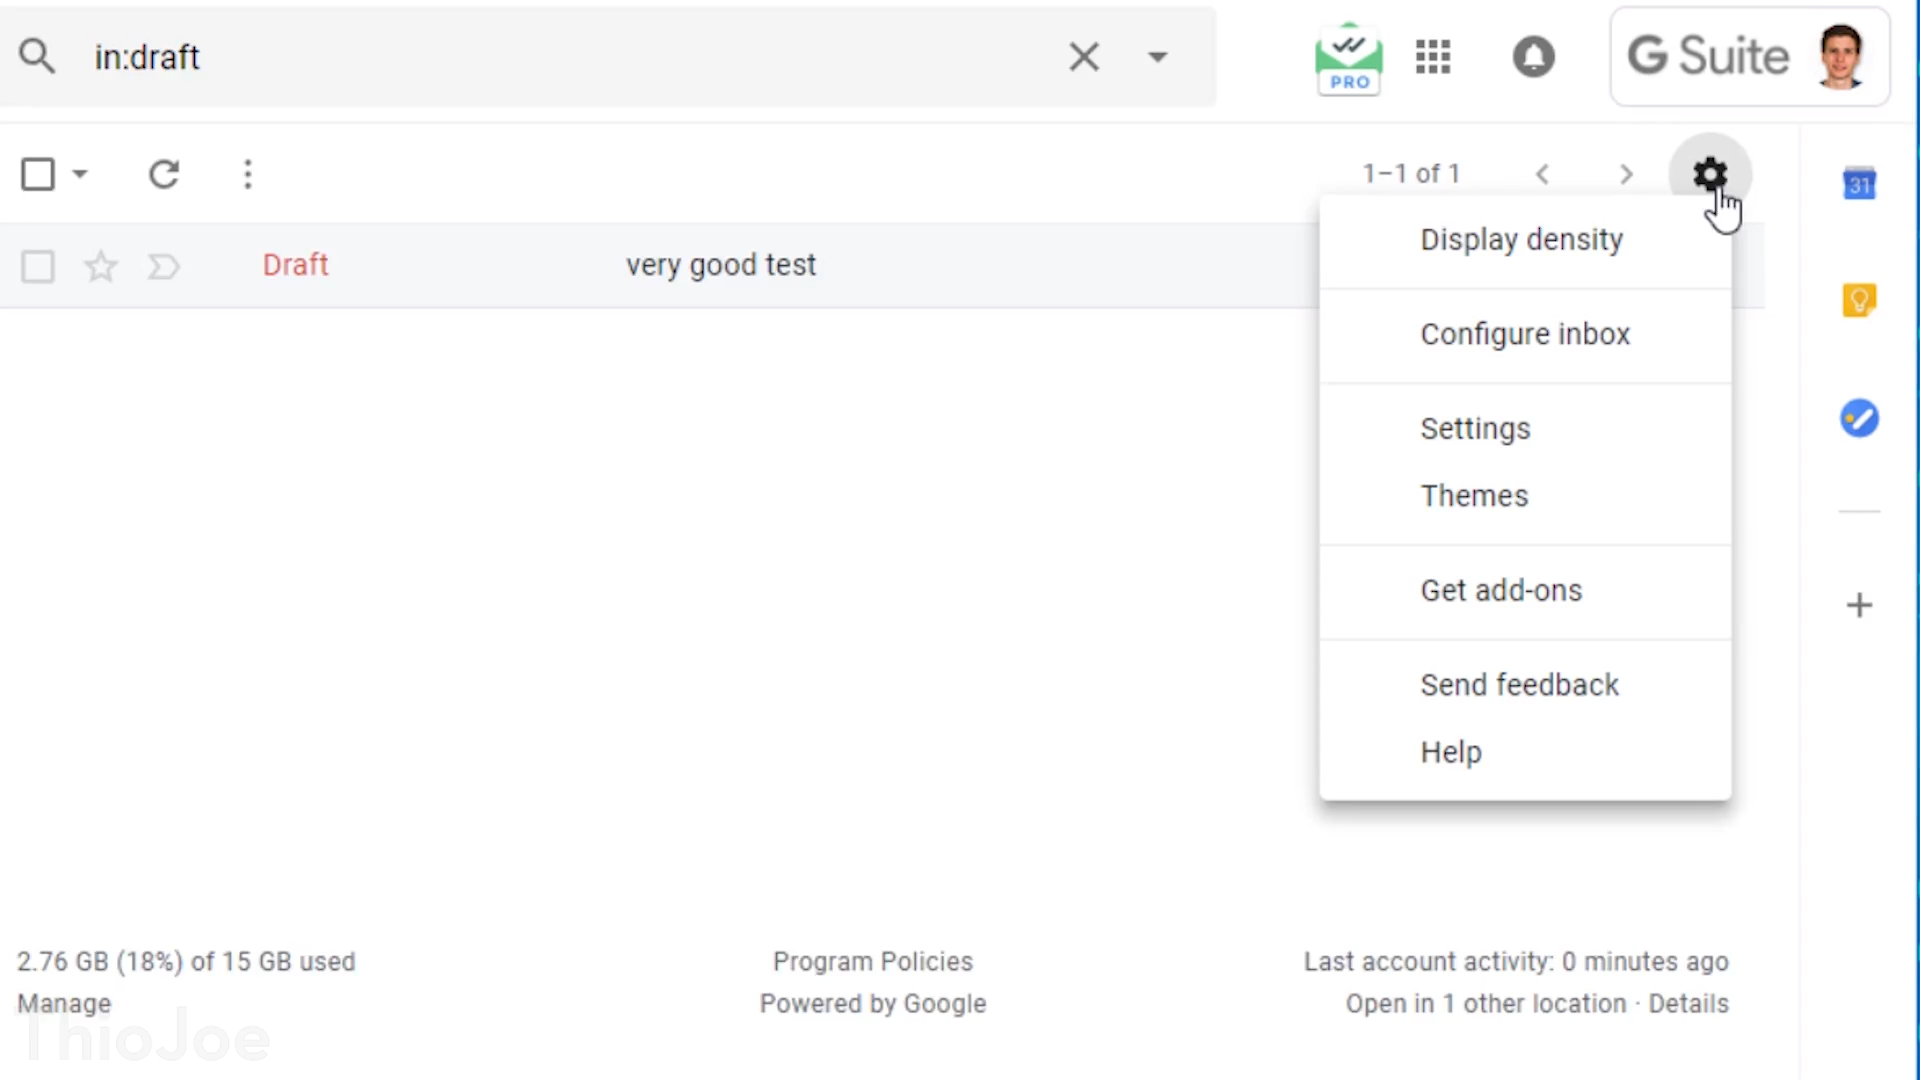 in:draft
PRO
G Suite
1–1 of 1
31
Draft
very good test
Display density
Configure inbox
Settings
Themes
Get add-ons
Send feedback
Help
2.76 GB (18%) of 15 GB used
Manage
Program Policies
Powered by Google
Last account activity: 0 minutes ago
Open in 1 other location · Details
ThioJoe